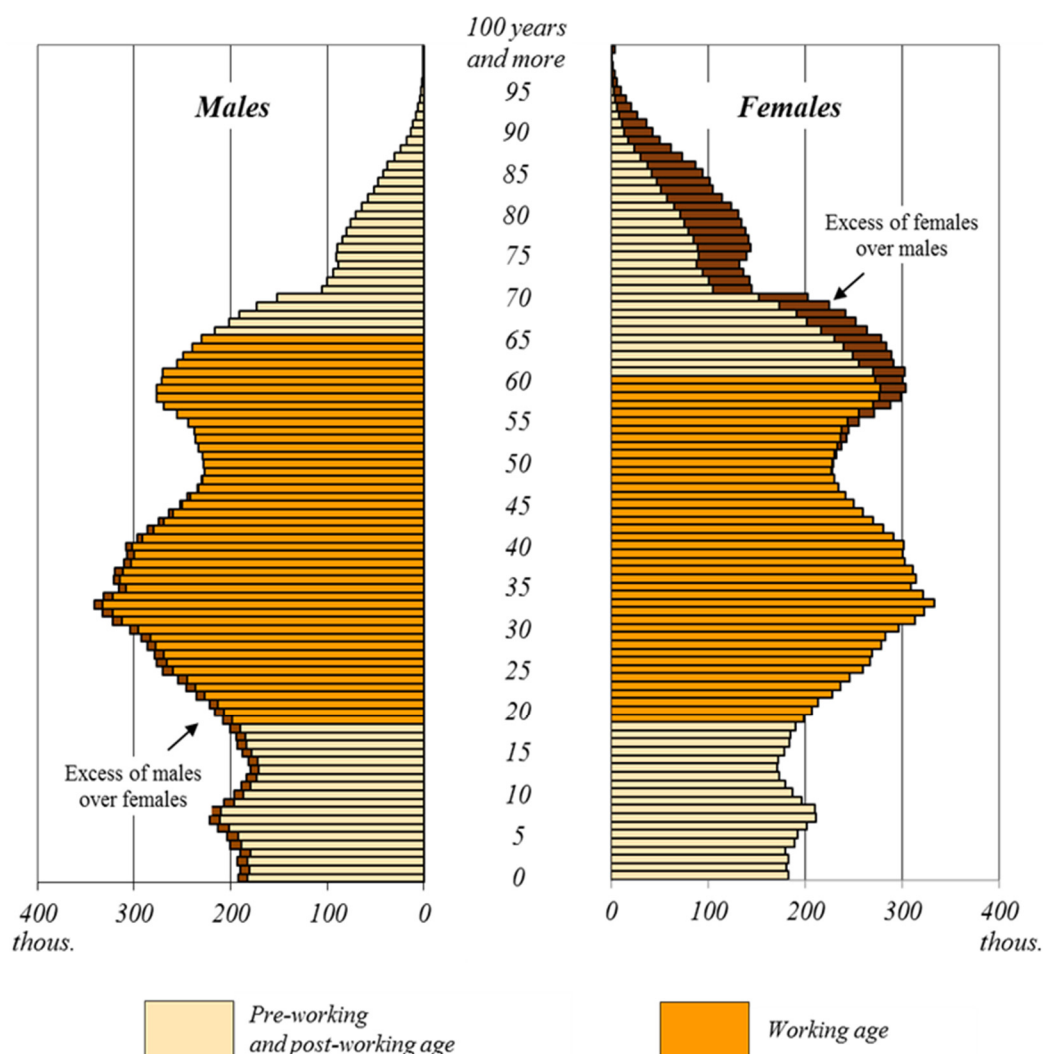 100 years
and more
Males
Females
95
90
85
80
75
70
65
60
55
50
45
40
35
30
25
20
15
10
5
0
Excess of females
over males
Excess of males
over females
400 300 200 100 0
thous.
0 100 200 300 400
thous.
Pre-working
and post-working age
Working age